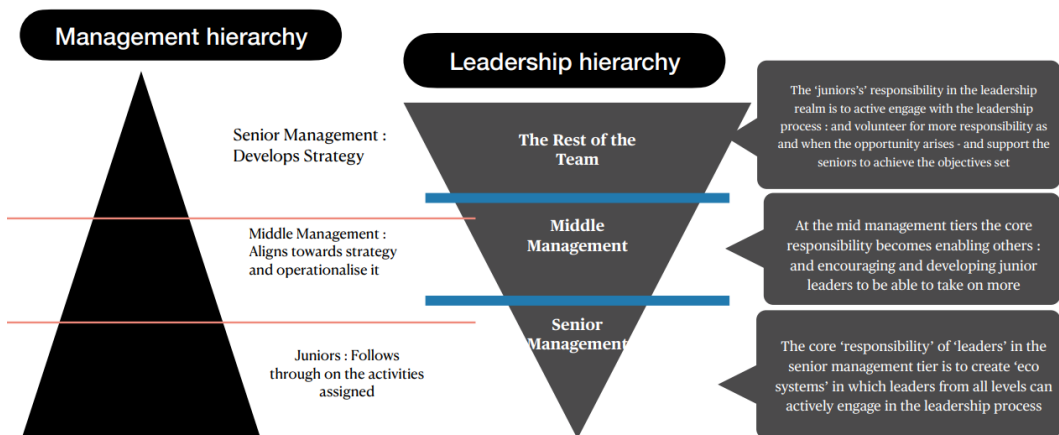 Management hierarchy
Senior Management :
Develops Strategy
Middle Management :
Aligns towards strategy
and operationalise it
Juniors : Follows
through on the activities
assigned
Leadership hierarchy
The Rest of the
Team
Middle
Management
Senior
Management
The ‘juniors’s’ responsibility in the leadership
realm is to active engage with the leadership
process : and volunteer for more responsibility as
and when the opportunity arises - and support the
seniors to achieve the objectives set
At the mid management tiers the core
responsibility becomes enabling others :
and encouraging and developing junior
leaders to be able to take on more
The core ‘responsibility’ of ‘leaders’ in the
senior management tier is to create ‘eco
systems’ in which leaders from all levels can
actively engage in the leadership process